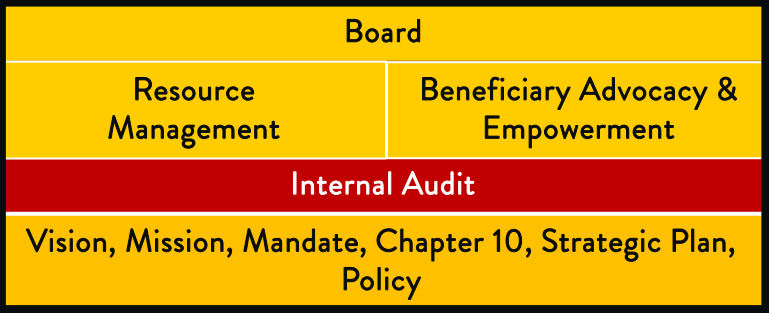 Board
Resource
Management
Beneficiary Advocacy &
Empowerment
Internal Audit
Vision, Mission, Mandate, Chapter 10, Strategic Plan,
Policy